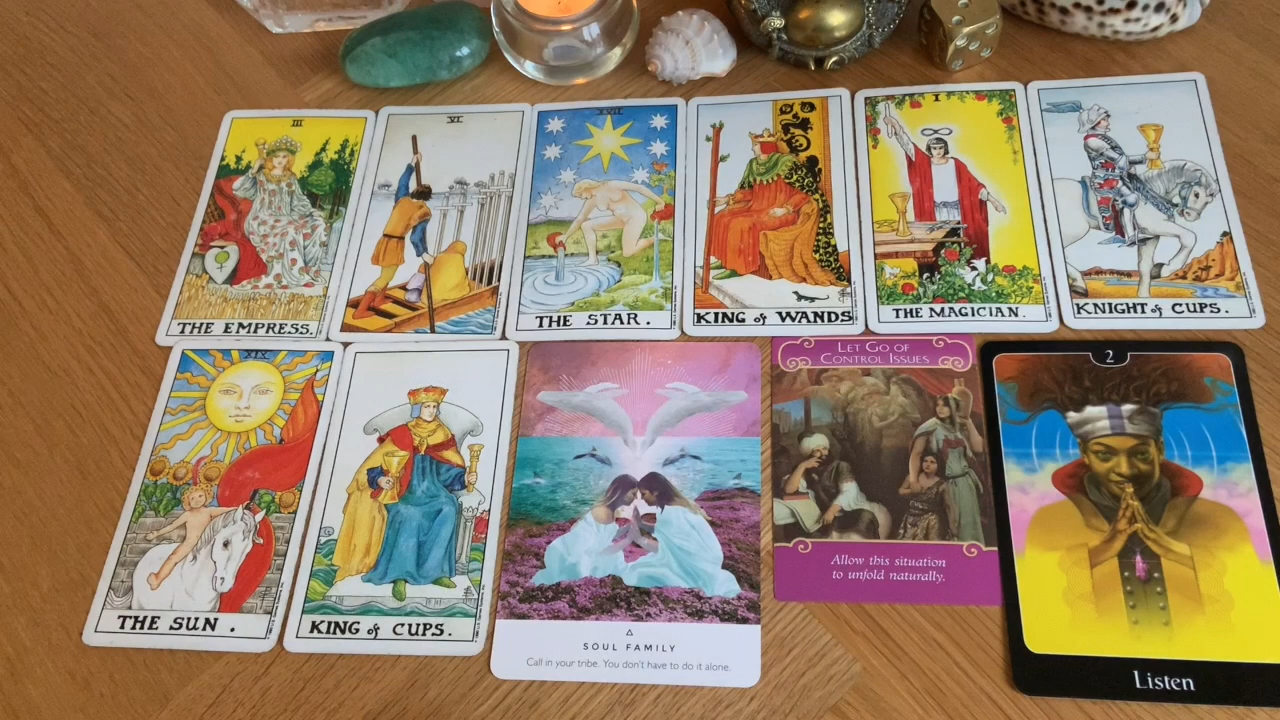 III
THE EMPRESS.
VI
XVII
THE STAR.
KING of WANDS
I
THE MAGICIAN.
KNIGHT of CUPS.
XIX
THE SUN.
KING of CUPS.
SOUL FAMILY
Call in your tribe. You don't have to do it alone.
LET GO OF
CONTROL ISSUES
Allow this situation
to unfold naturally.
2
Listen